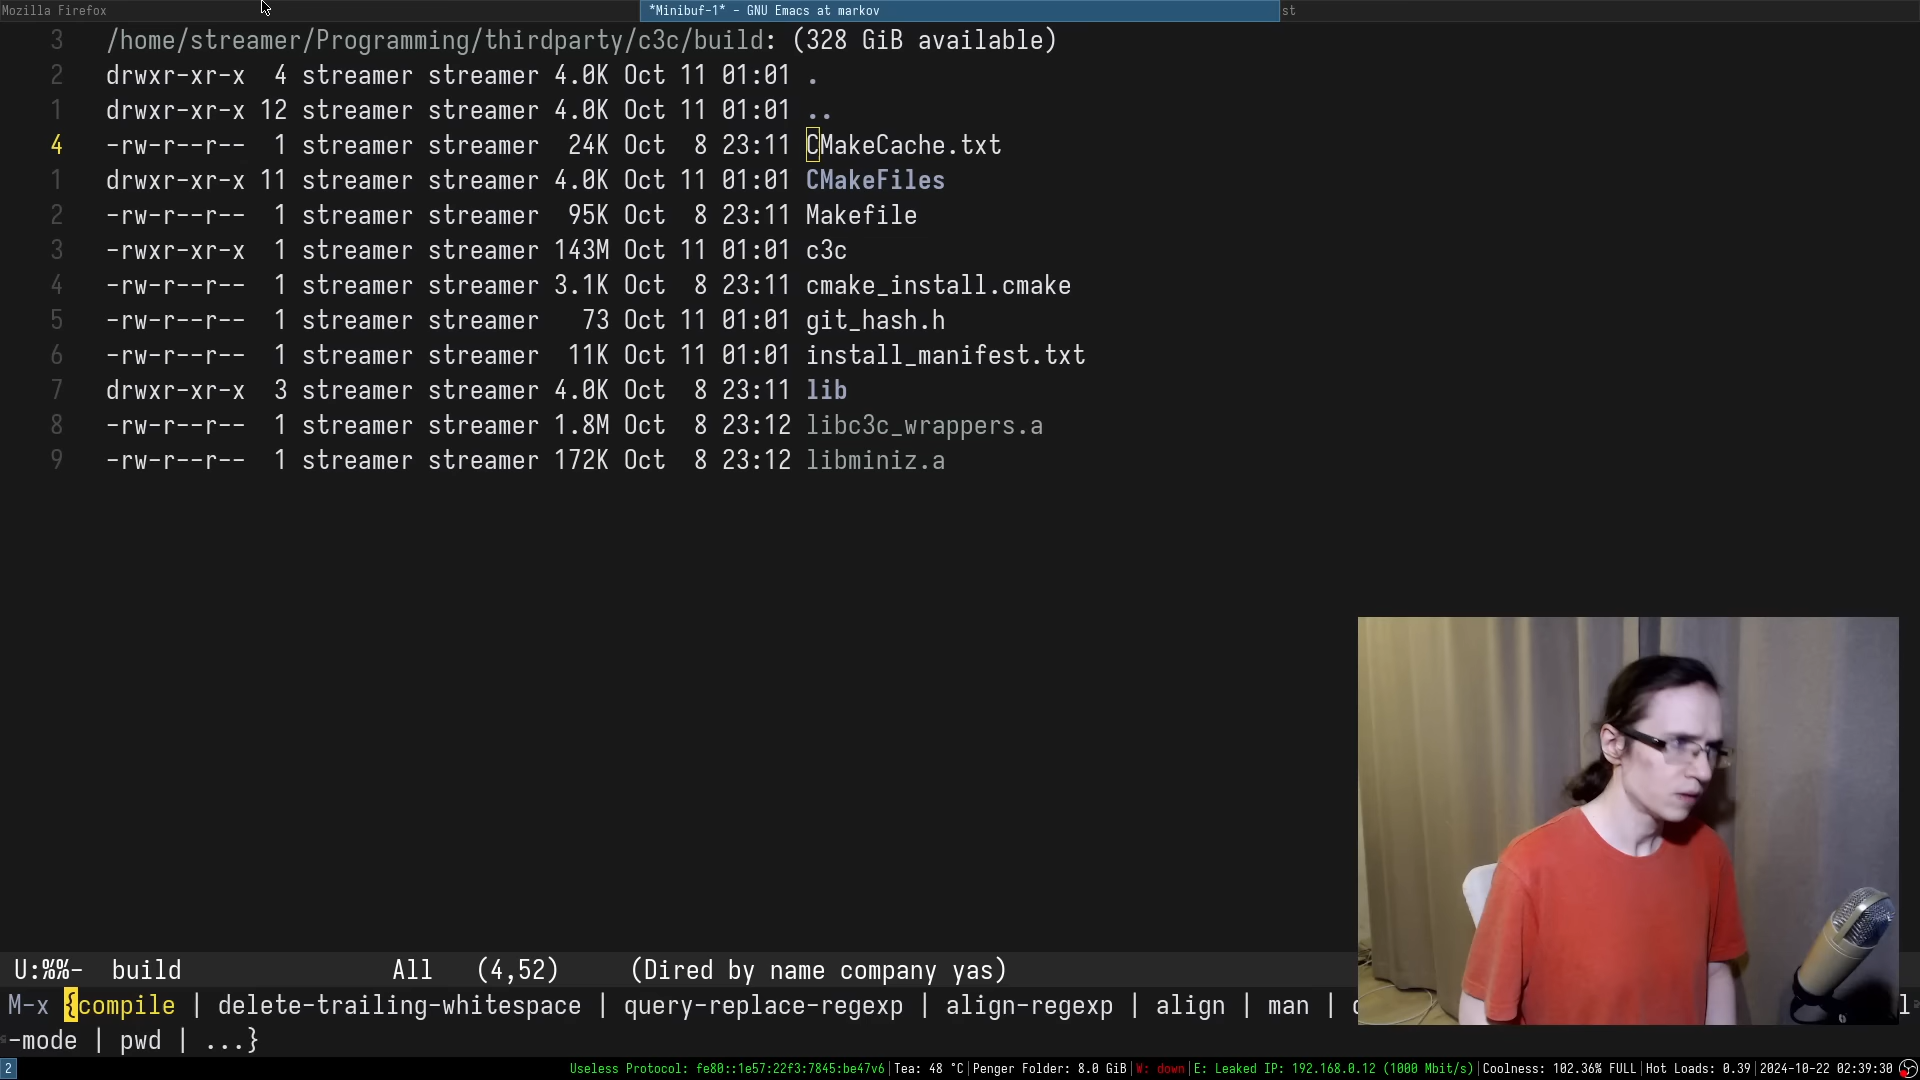 Mozilla Firefox
*Minibuf-1* - GNU Emacs at markov
st
3 /home/streamer/Programming/thirdparty/c3c/build: (328 GiB available)
2 drwxr-xr-x 4 streamer streamer 4.0K Oct 11 01:01 .
1 drwxr-xr-x 12 streamer streamer 4.0K Oct 11 01:01 ..
4 -rw-r--r-- 1 streamer streamer 24K Oct 8 23:11 CMakeCache.txt
1 drwxr-xr-x 11 streamer streamer 4.0K Oct 11 01:01 CMakeFiles
2 -rw-r--r-- 1 streamer streamer 95K Oct 8 23:11 Makefile
3 -rwxr-xr-x 1 streamer streamer 143M Oct 11 01:01 c3c
4 -rw-r--r-- 1 streamer streamer 3.1K Oct 8 23:11 cmake_install.cmake
5 -rw-r--r-- 1 streamer streamer 73 Oct 11 01:01 git_hash.h
6 -rw-r--r-- 1 streamer streamer 11K Oct 11 01:01 install_manifest.txt
7 drwxr-xr-x 3 streamer streamer 4.0K Oct 8 23:11 lib
8 -rw-r--r-- 1 streamer streamer 1.8M Oct 8 23:12 libc3c_wrappers.a
9 -rw-r--r-- 1 streamer streamer 172K Oct 8 23:12 libminiz.a
U:%%- build All (4,52) (Dired by name company yas)
M-x {compile | delete-trailing-whitespace | query-replace-regexp | align-regexp | align | man |
-mode | pwd | ...}
2 Useless Protocol: fe80::1e57:22f3:7845:be47v6 | Tea: 48 °C | Penger Folder: 8.0 GiB | W: down | E: Leaked IP: 192.168.0.12 (1000 Mbit/s) | Coolness: 102.36% FULL | Hot Loads: 0.39 | 2024-10-22 02:39:30